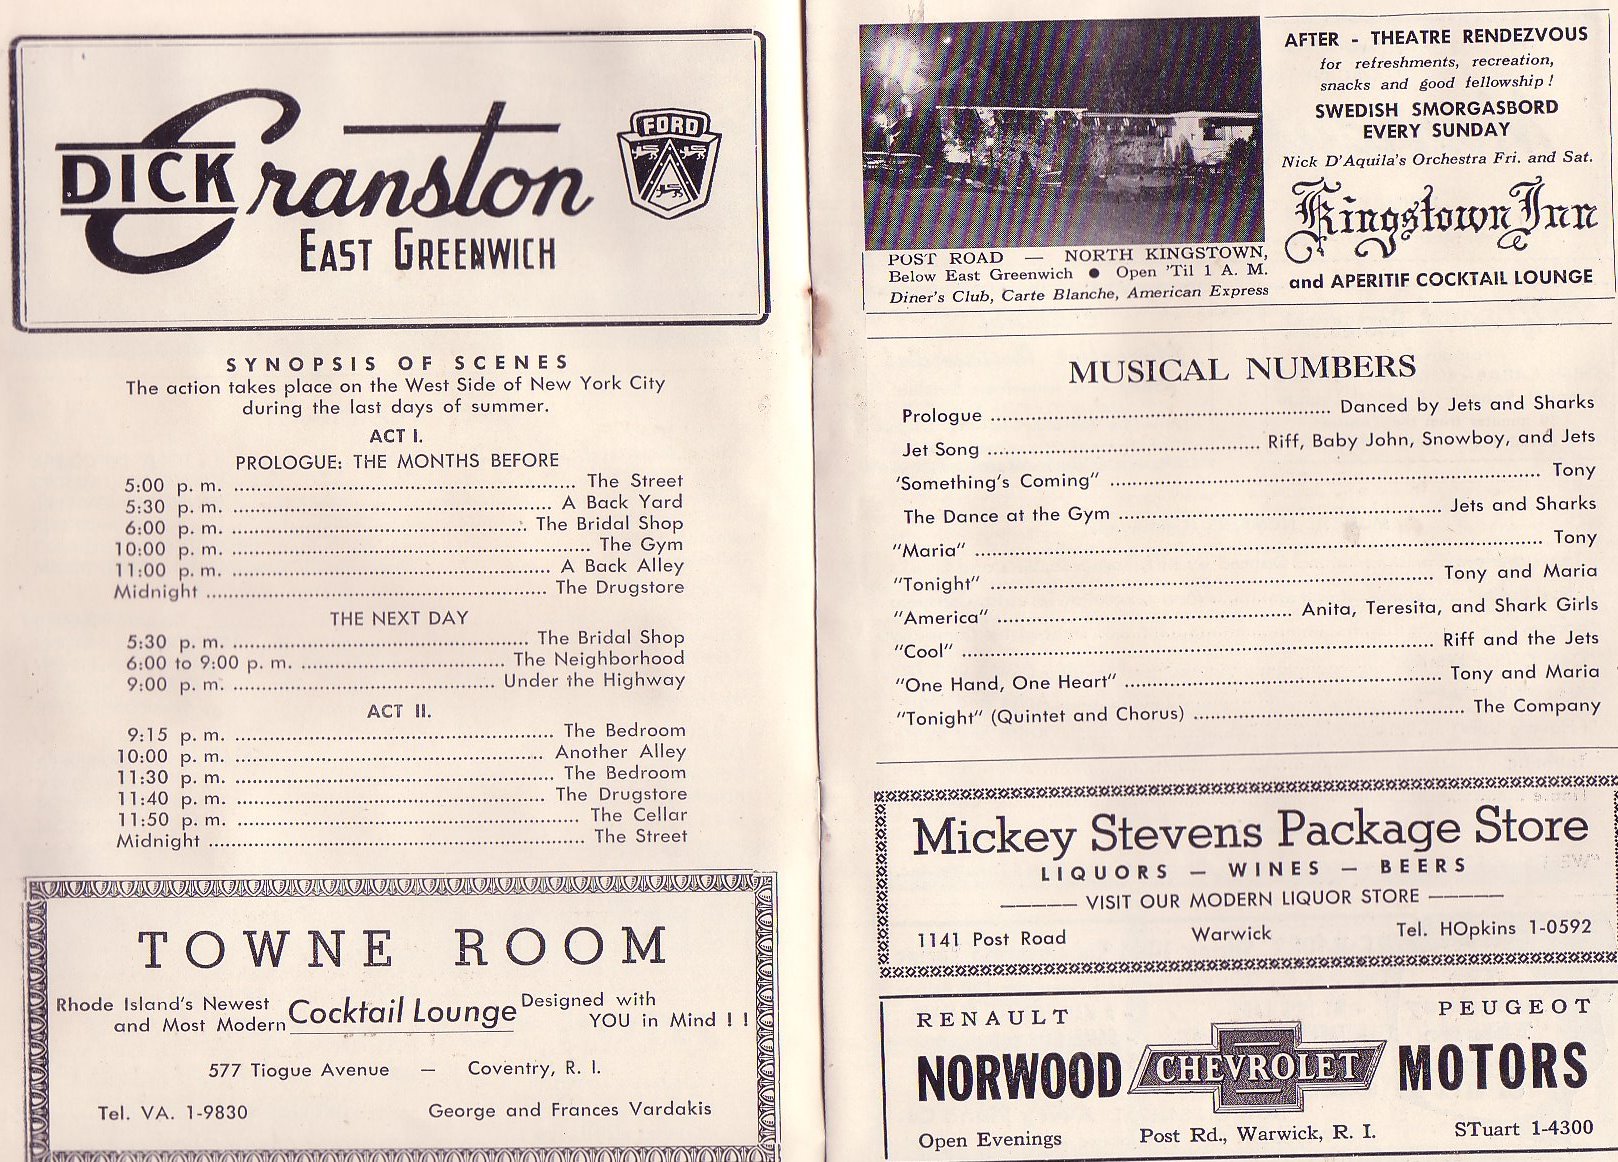 DICK Cranston
FORD
EAST GREENWICH
SYNOPSIS OF SCENES
The action takes place on the West Side of New York City
during the last days of summer.
ACT I.
PROLOGUE: THE MONTHS BEFORE
5:00 p. m. ........ The Street
5:30 p. m. ........ A Back Yard
6:00 p. m. ........ The Bridal Shop
10:00 p. m. ........ The Gym
11:00 p. m. ........ A Back Alley
Midnight ........ The Drugstore
THE NEXT DAY
5:30 p. m. ........ The Bridal Shop
6:00 to 9:00 p. m. ........ The Neighborhood
9:00 p. m. ........ Under the Highway
ACT II.
9:15 p. m. ........ The Bedroom
10:00 p. m. ........ Another Alley
11:30 p. m. ........ The Bedroom
11:40 p. m. ........ The Drugstore
11:50 p. m. ........ The Cellar
Midnight ........ The Street
TOWNE ROOM
Rhode Island's Newest
and Most Modern
Cocktail Lounge
Designed with
YOU in Mind ! !
577 Tiogue Avenue — Coventry, R. I.
Tel. VA. 1-9830 George and Frances Vardakis
AFTER - THEATRE RENDEZVOUS
for refreshments, recreation,
snacks and good fellowship !
SWEDISH SMORGASBORD
EVERY SUNDAY
Nick D'Aquila's Orchestra Fri. and Sat.
Kingstown Inn
and APERITIF COCKTAIL LOUNGE
POST ROAD — NORTH KINGSTOWN,
Below East Greenwich ● Open 'Til 1 A. M.
Diner's Club, Carte Blanche, American Express
MUSICAL NUMBERS
Prologue ........ Danced by Jets and Sharks
Jet Song ........ Riff, Baby John, Snowboy, and Jets
'Something's Coming" ........ Tony
The Dance at the Gym ........ Jets and Sharks
"Maria" ........ Tony
"Tonight" ........ Tony and Maria
"America" ........ Anita, Teresita, and Shark Girls
"Cool" ........ Riff and the Jets
"One Hand, One Heart" ........ Tony and Maria
"Tonight" (Quintet and Chorus) ........ The Company
Mickey Stevens Package Store
LIQUORS — WINES — BEERS
VISIT OUR MODERN LIQUOR STORE
1141 Post Road Warwick Tel. HOpkins 1-0592
RENAULT PEUGEOT
NORWOOD CHEVROLET MOTORS
Open Evenings Post Rd., Warwick, R. I. STuart 1-4300